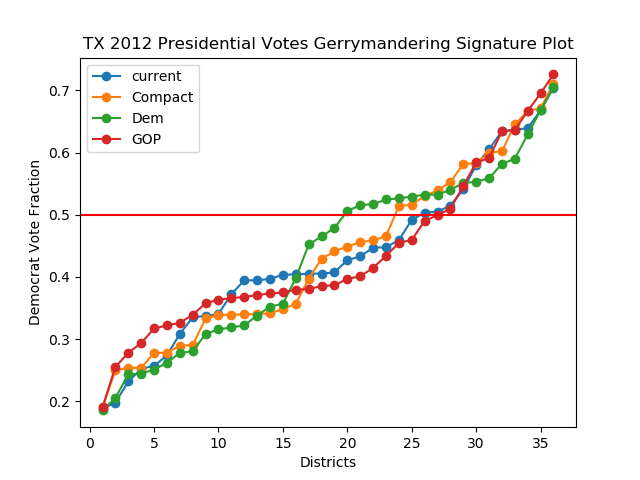 TX 2012 Presidential Votes Gerrymandering Signature Plot
current
Compact
Dem
GOP
Democrat Vote Fraction
0.7
0.6
0.5
0.4
0.3
0.2
0 5 10 15 20 25 30 35
Districts